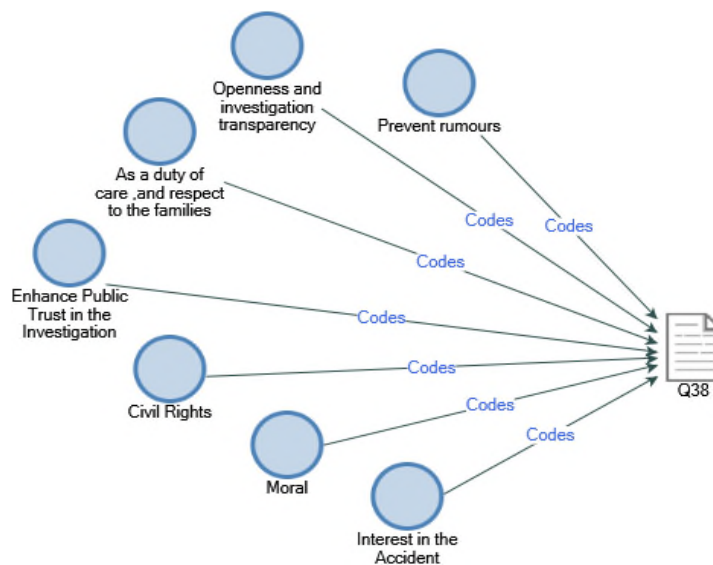 Openness and
investigation
transparency
Prevent rumours
As a duty of
care ,and respect
to the families
Codes
Codes
Codes
Enhance Public
Trust in the
Investigation
Codes
Codes
Civil Rights
Q38
Codes
Moral
Codes
Interest in the
Accident